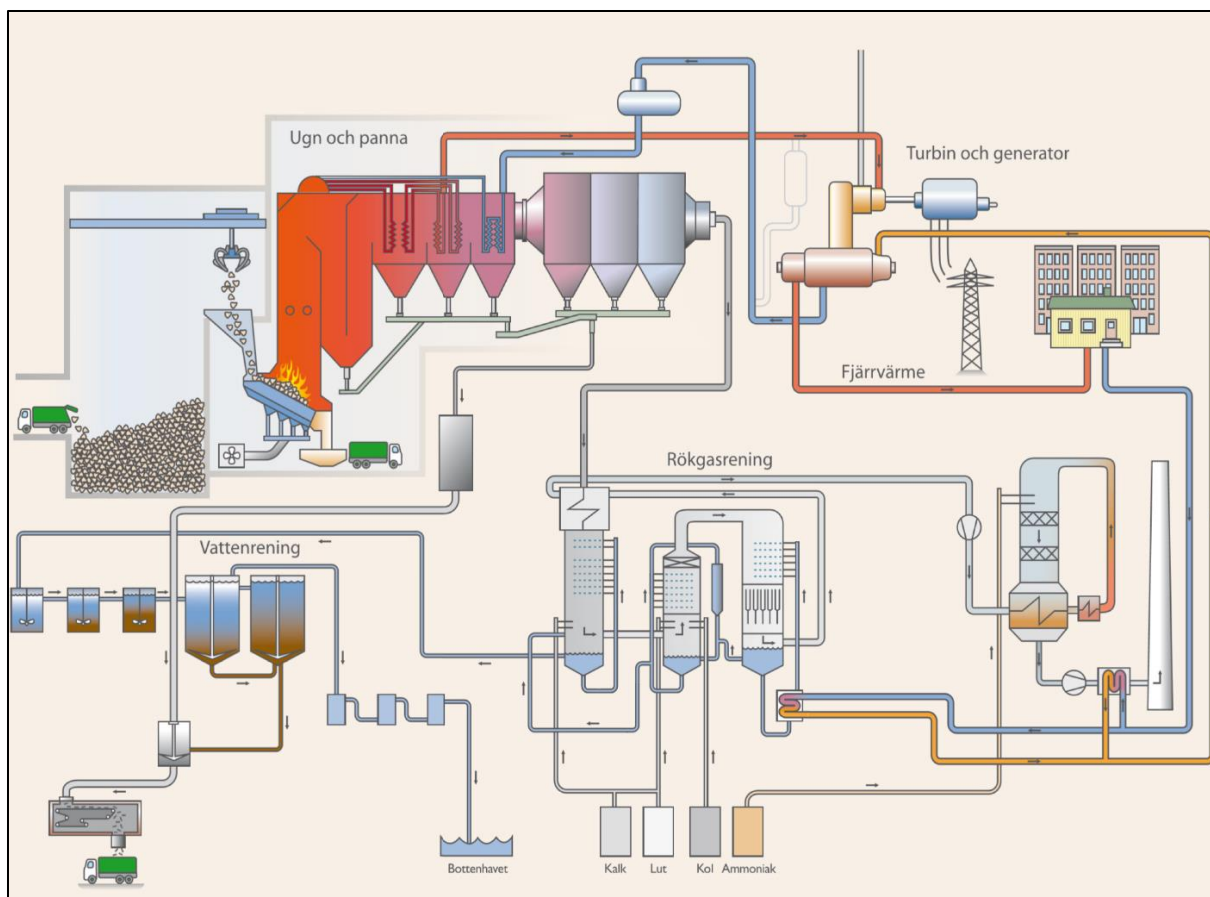 Ugn och panna
Turbin och generator
Fjärrvärme
Rökgasrening
Vattenrening
Bottenhavet
Kalk
Lut
Kol
Ammoniak